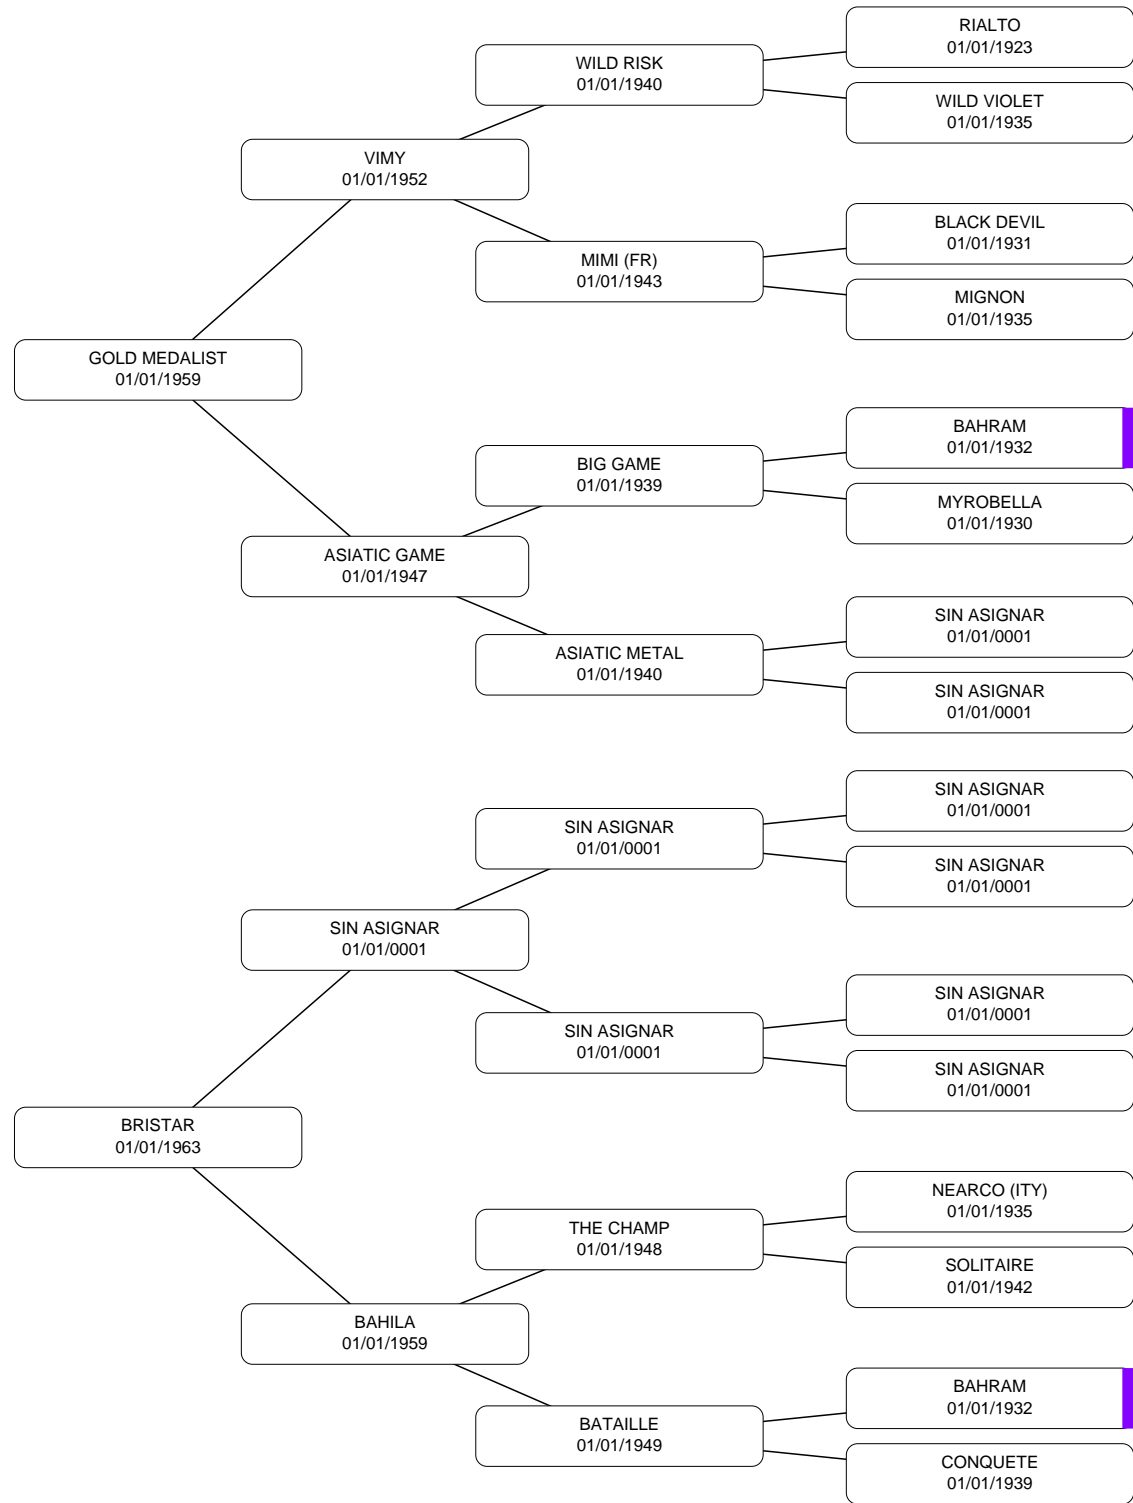 RIALTO
01/01/1923
WILD RISK
01/01/1940
WILD VIOLET
01/01/1935
VIMY
01/01/1952
BLACK DEVIL
01/01/1931
MIMI (FR)
01/01/1943
MIGNON
01/01/1935
GOLD MEDALIST
01/01/1959
BAHRAM
01/01/1932
BIG GAME
01/01/1939
MYROBELLA
01/01/1930
ASIATIC GAME
01/01/1947
SIN ASIGNAR
01/01/0001
ASIATIC METAL
01/01/1940
SIN ASIGNAR
01/01/0001
SIN ASIGNAR
01/01/0001
SIN ASIGNAR
01/01/0001
SIN ASIGNAR
01/01/0001
SIN ASIGNAR
01/01/0001
SIN ASIGNAR
01/01/0001
SIN ASIGNAR
01/01/0001
SIN ASIGNAR
01/01/0001
BRISTAR
01/01/1963
NEARCO (ITY)
01/01/1935
THE CHAMP
01/01/1948
SOLITAIRE
01/01/1942
BAHILA
01/01/1959
BAHRAM
01/01/1932
BATAILLE
01/01/1949
CONQUETE
01/01/1939